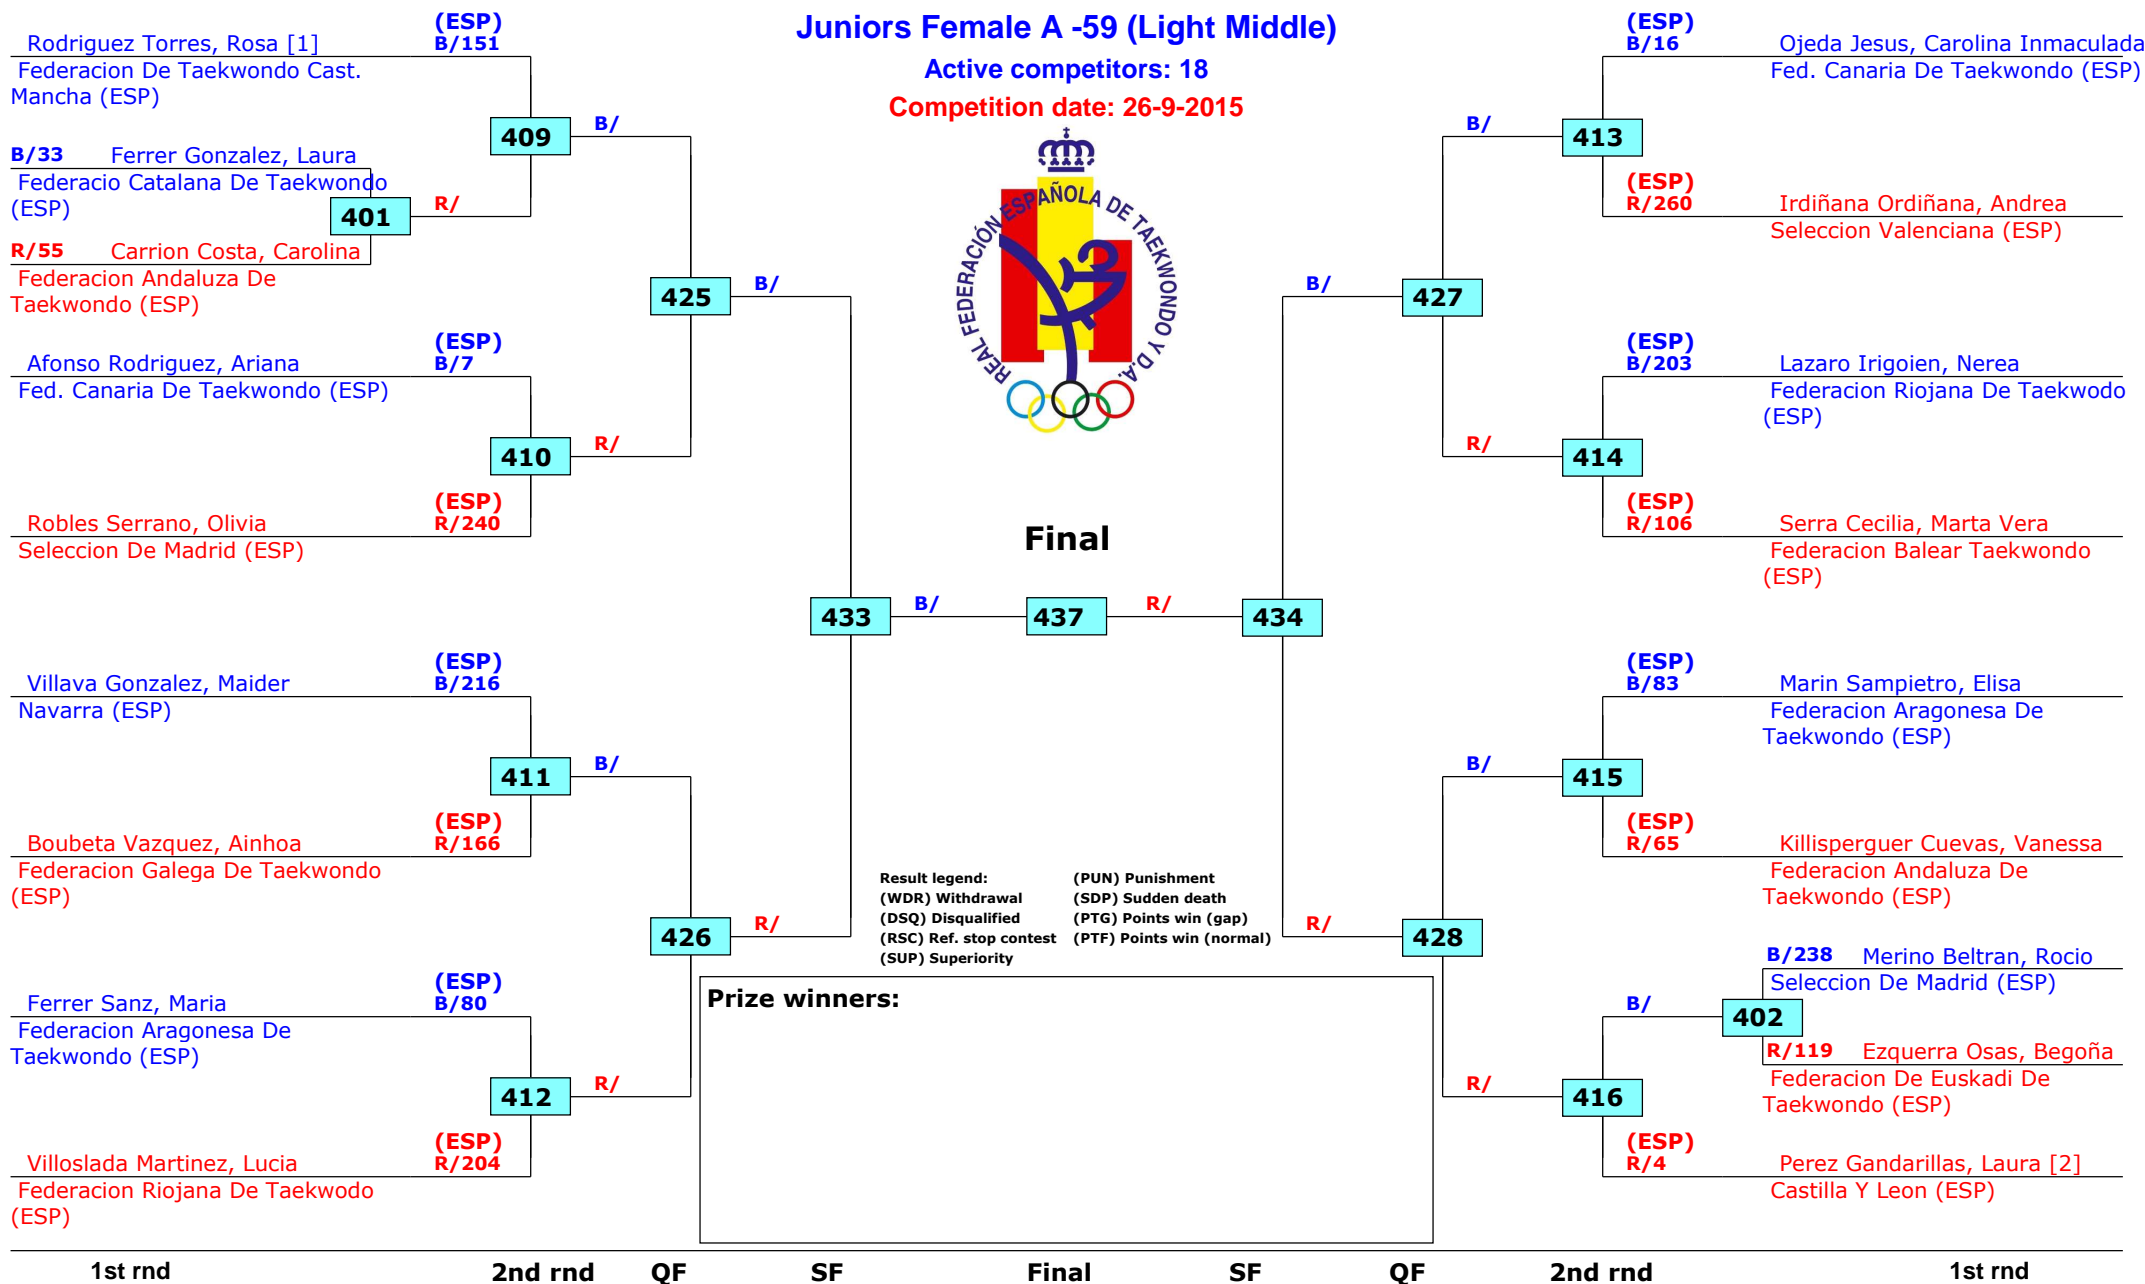 Juniors Female A -59 (Light Middle)
Active competitors: 18
Competition date: 26-9-2015
REAL FEDERACIÓN ESPAÑOLA DE TAEKWONDO Y D.A.
(ESP)
Rodriguez Torres, Rosa [1] B/151
Federacion De Taekwondo Cast.
Mancha (ESP)
409
B/
B/33 Ferrer Gonzalez, Laura
Federacio Catalana De Taekwondo
(ESP)
401
R/
R/55 Carrion Costa, Carolina
Federacion Andaluza De
Taekwondo (ESP)
425
B/
(ESP)
Afonso Rodriguez, Ariana B/7
Fed. Canaria De Taekwondo (ESP)
410
R/
(ESP)
Robles Serrano, Olivia R/240
Seleccion De Madrid (ESP)
433
B/
(ESP)
Villava Gonzalez, Maider B/216
Navarra (ESP)
411
B/
(ESP)
Boubeta Vazquez, Ainhoa R/166
Federacion Galega De Taekwondo
(ESP)
426
R/
(ESP)
Ferrer Sanz, Maria B/80
Federacion Aragonesa De
Taekwondo (ESP)
412
R/
(ESP)
Villoslada Martinez, Lucia R/204
Federacion Riojana De Taekwodo
(ESP)
Final
437
R/
434
(ESP)
B/16 Ojeda Jesus, Carolina Inmaculada
Fed. Canaria De Taekwondo (ESP)
B/
413
(ESP)
R/260 Irdiñana Ordiñana, Andrea
Seleccion Valenciana (ESP)
B/
427
(ESP)
B/203 Lazaro Irigoien, Nerea
Federacion Riojana De Taekwodo
(ESP)
R/
414
(ESP)
R/106 Serra Cecilia, Marta Vera
Federacion Balear Taekwondo
(ESP)
(ESP)
B/83 Marin Sampietro, Elisa
Federacion Aragonesa De
Taekwondo (ESP)
B/
415
(ESP)
R/65 Killisperguer Cuevas, Vanessa
Federacion Andaluza De
Taekwondo (ESP)
R/
428
B/238 Merino Beltran, Rocio
Seleccion De Madrid (ESP)
B/
402
R/119 Ezquerra Osas, Begoña
Federacion De Euskadi De
Taekwondo (ESP)
R/
416
(ESP)
R/4 Perez Gandarillas, Laura [2]
Castilla Y Leon (ESP)
Result legend: (PUN) Punishment
(WDR) Withdrawal (SDP) Sudden death
(DSQ) Disqualified (PTG) Points win (gap)
(RSC) Ref. stop contest (PTF) Points win (normal)
(SUP) Superiority
Prize winners:
1st rnd 2nd rnd QF SF Final SF QF 2nd rnd 1st rnd